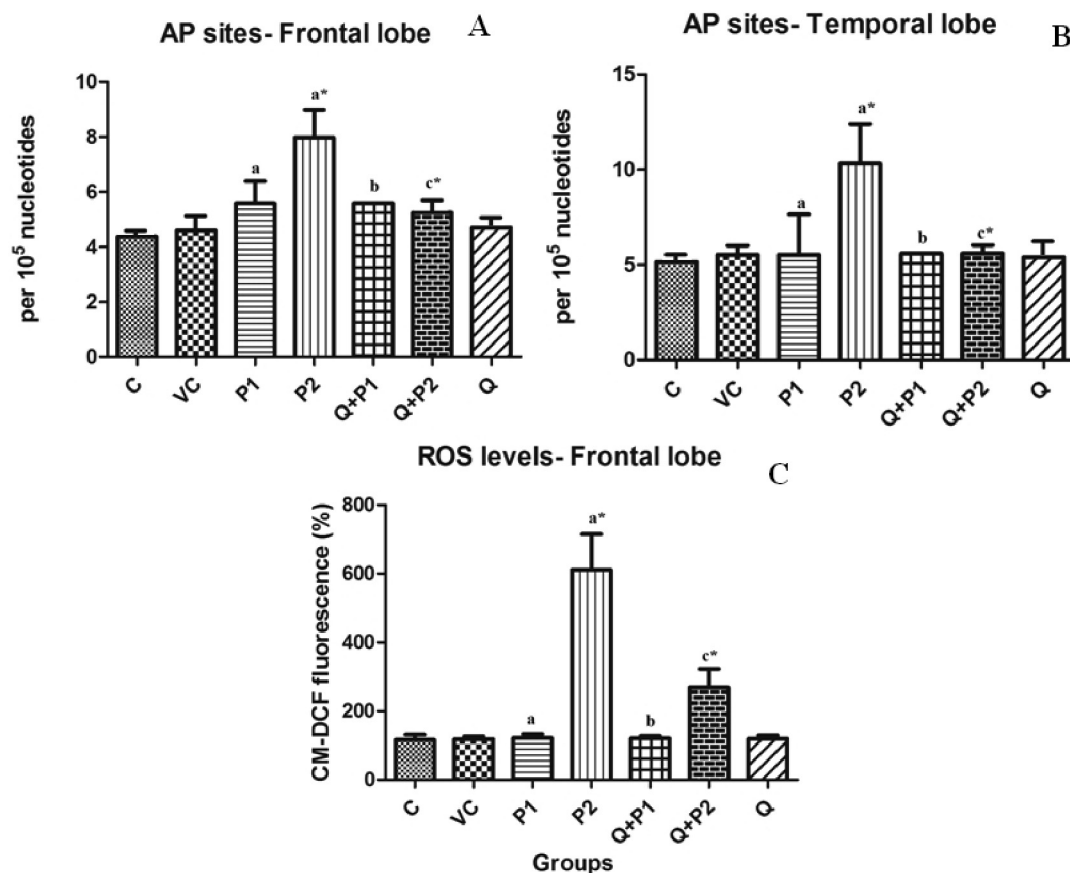 AP sites- Frontal lobe
A
per 10⁵ nucleotides
10
8
6
4
2
0
a
a*
b
c*
C
VC
P1
P2
Q+P1
Q+P2
Q
AP sites- Temporal lobe
B
per 10⁵ nucleotides
15
10
5
0
a
a*
b
c*
C
VC
P1
P2
Q+P1
Q+P2
Q
ROS levels- Frontal lobe
C
CM-DCF fluorescence (%)
800
600
400
200
0
a
a*
b
c*
C
VC
P1
P2
Q+P1
Q+P2
Q
Groups